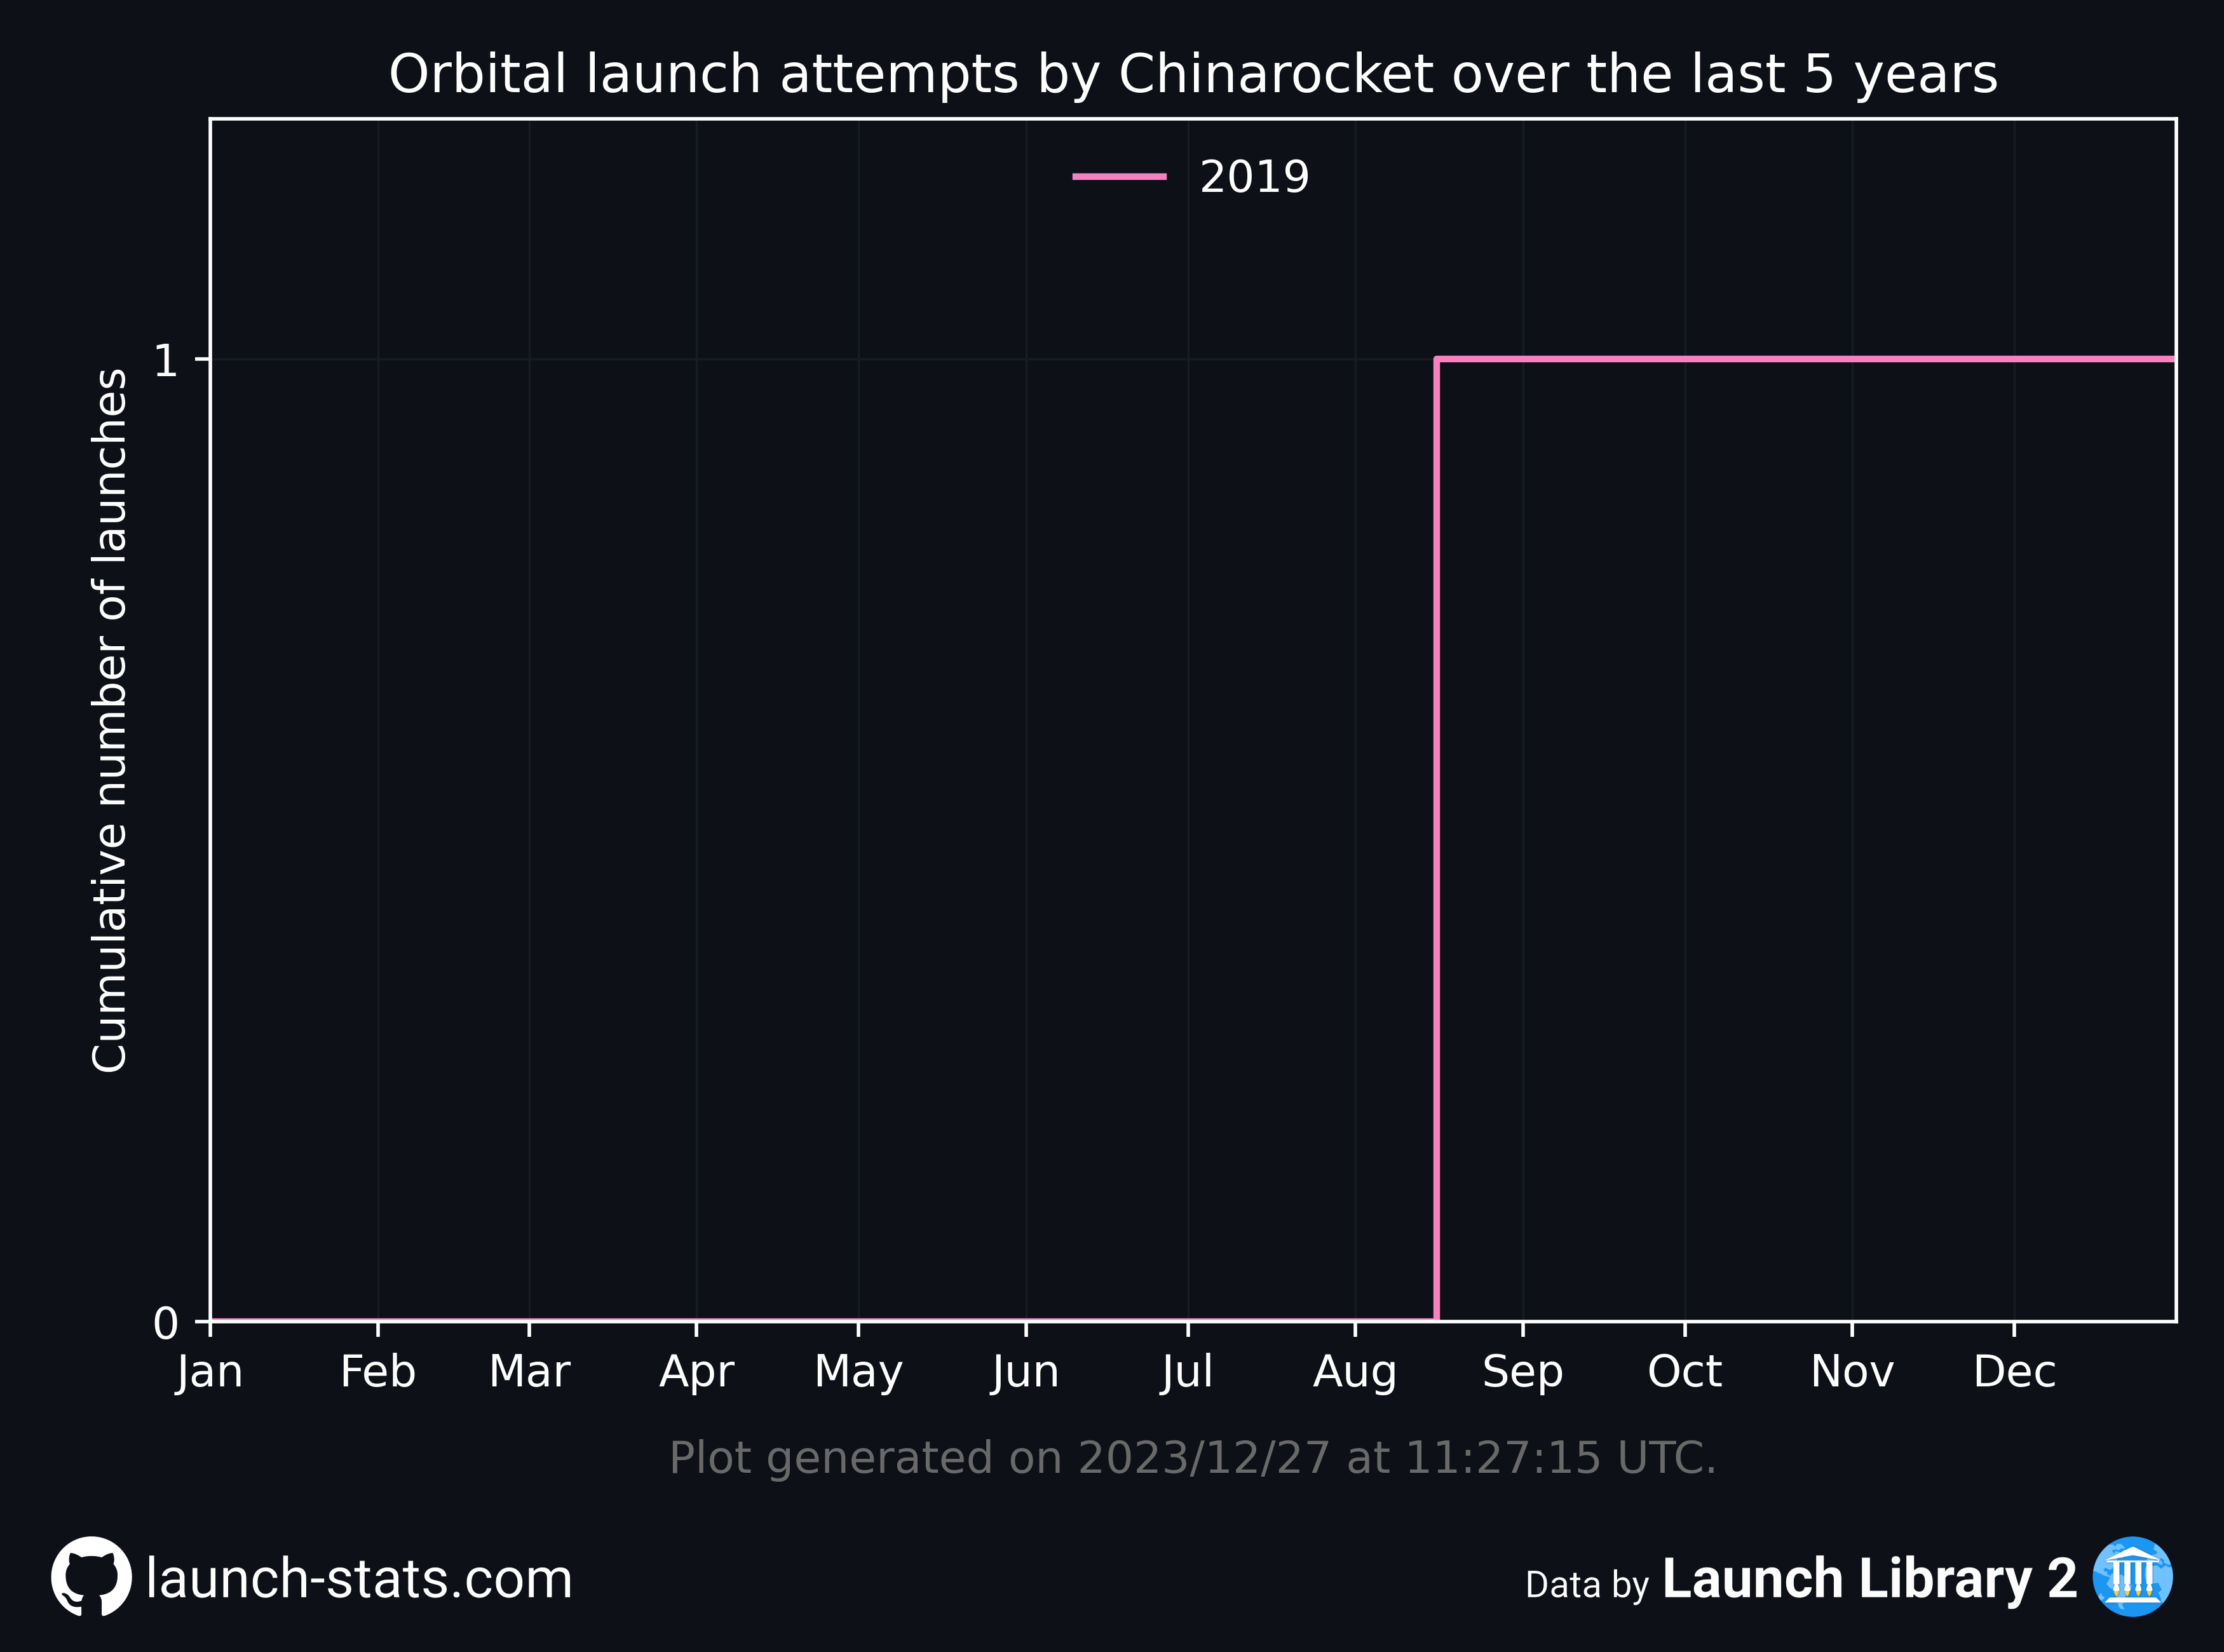 Orbital launch attempts by Chinarocket over the last 5 years
2019
Cumulative number of launches
1
0
Jan Feb Mar Apr May Jun Jul Aug Sep Oct Nov Dec
Plot generated on 2023/12/27 at 11:27:15 UTC.
launch-stats.com
Data by Launch Library 2